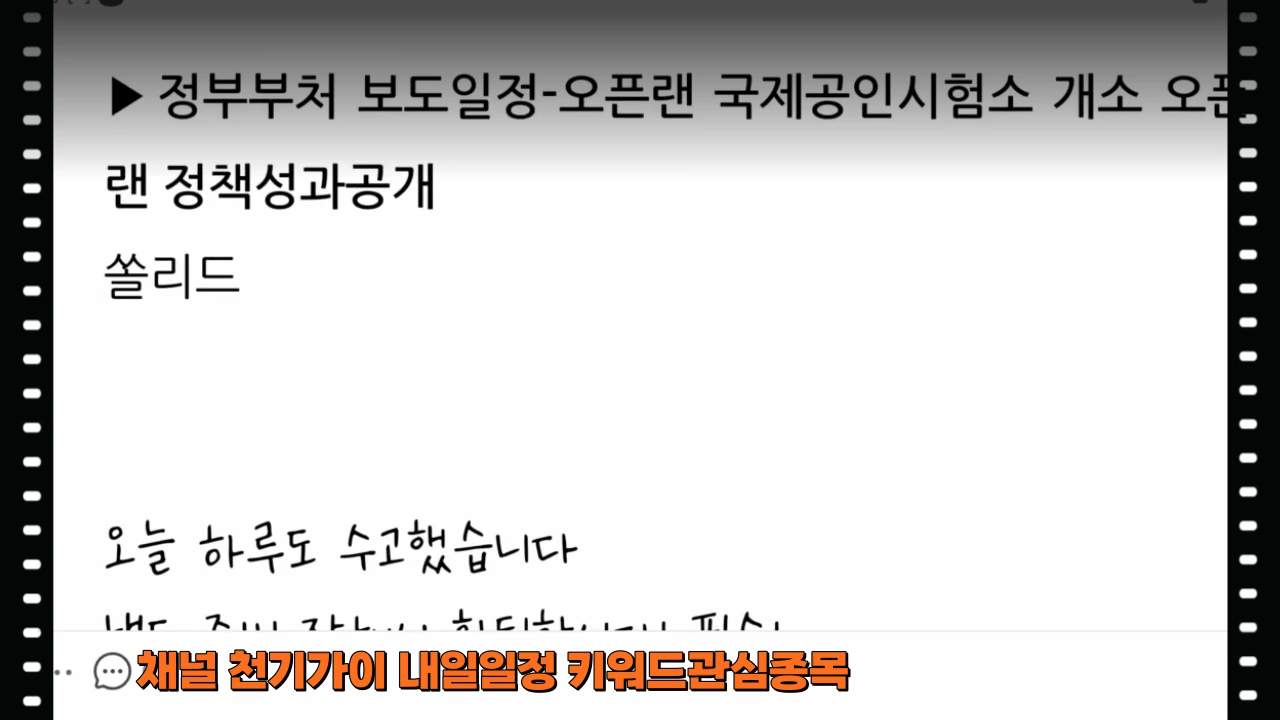 ▶ 정부부처 보도일정-오픈랜 국제공인시험소 개소 오픈
랜 정책성과공개
쏠리드
오늘 하루도 수고했습니다
채널 천기가이 내일일정 키워드관심종목